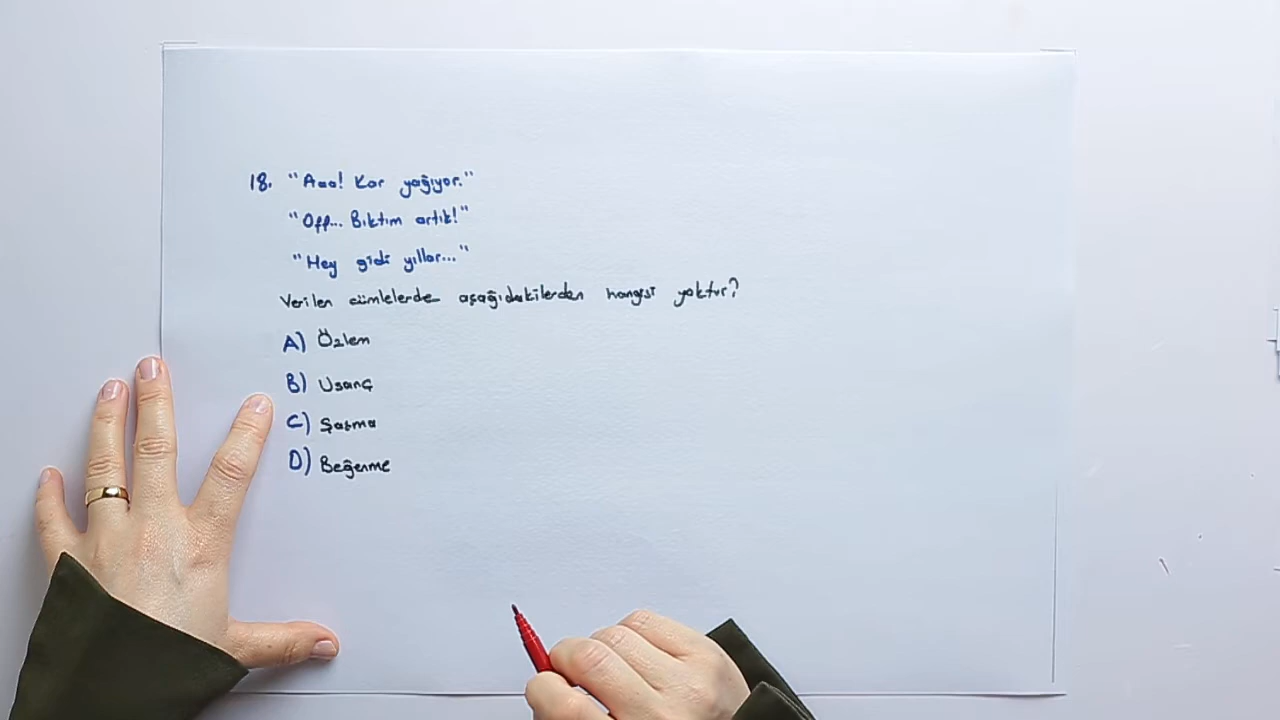 18. "Aaa! Kar yağıyor."
"Off... Bıktım artık!"
"Hey gidi yıllar..."
Verilen cümlelerde aşağıdakilerden hangisi yoktur?
A) Özlem
B) Usanç
C) Şaşma
D) Beğenme